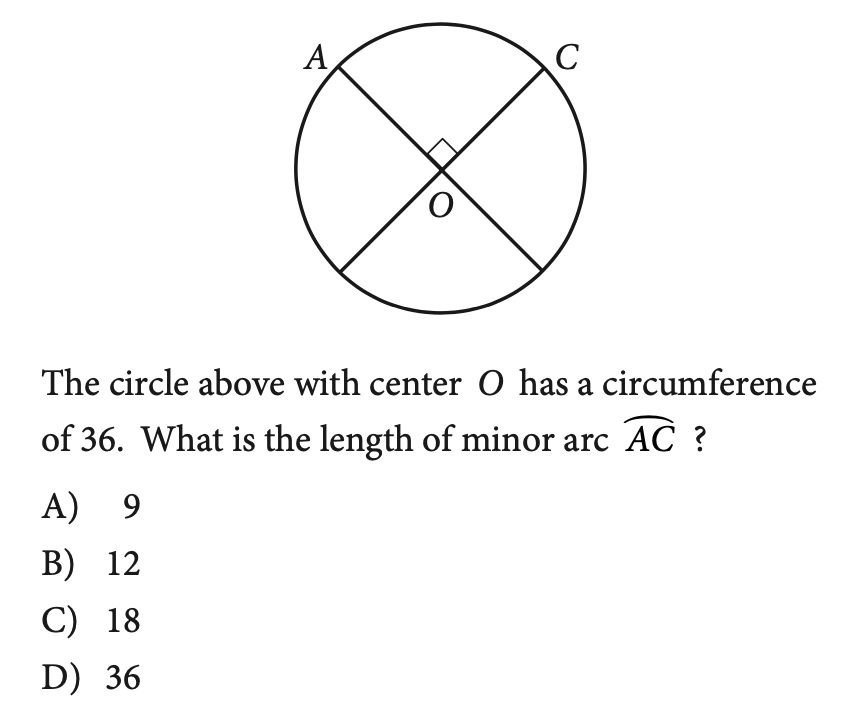 A
C
O
The circle above with center O has a circumference
of 36. What is the length of minor arc AC ?
A) 9
B) 12
C) 18
D) 36